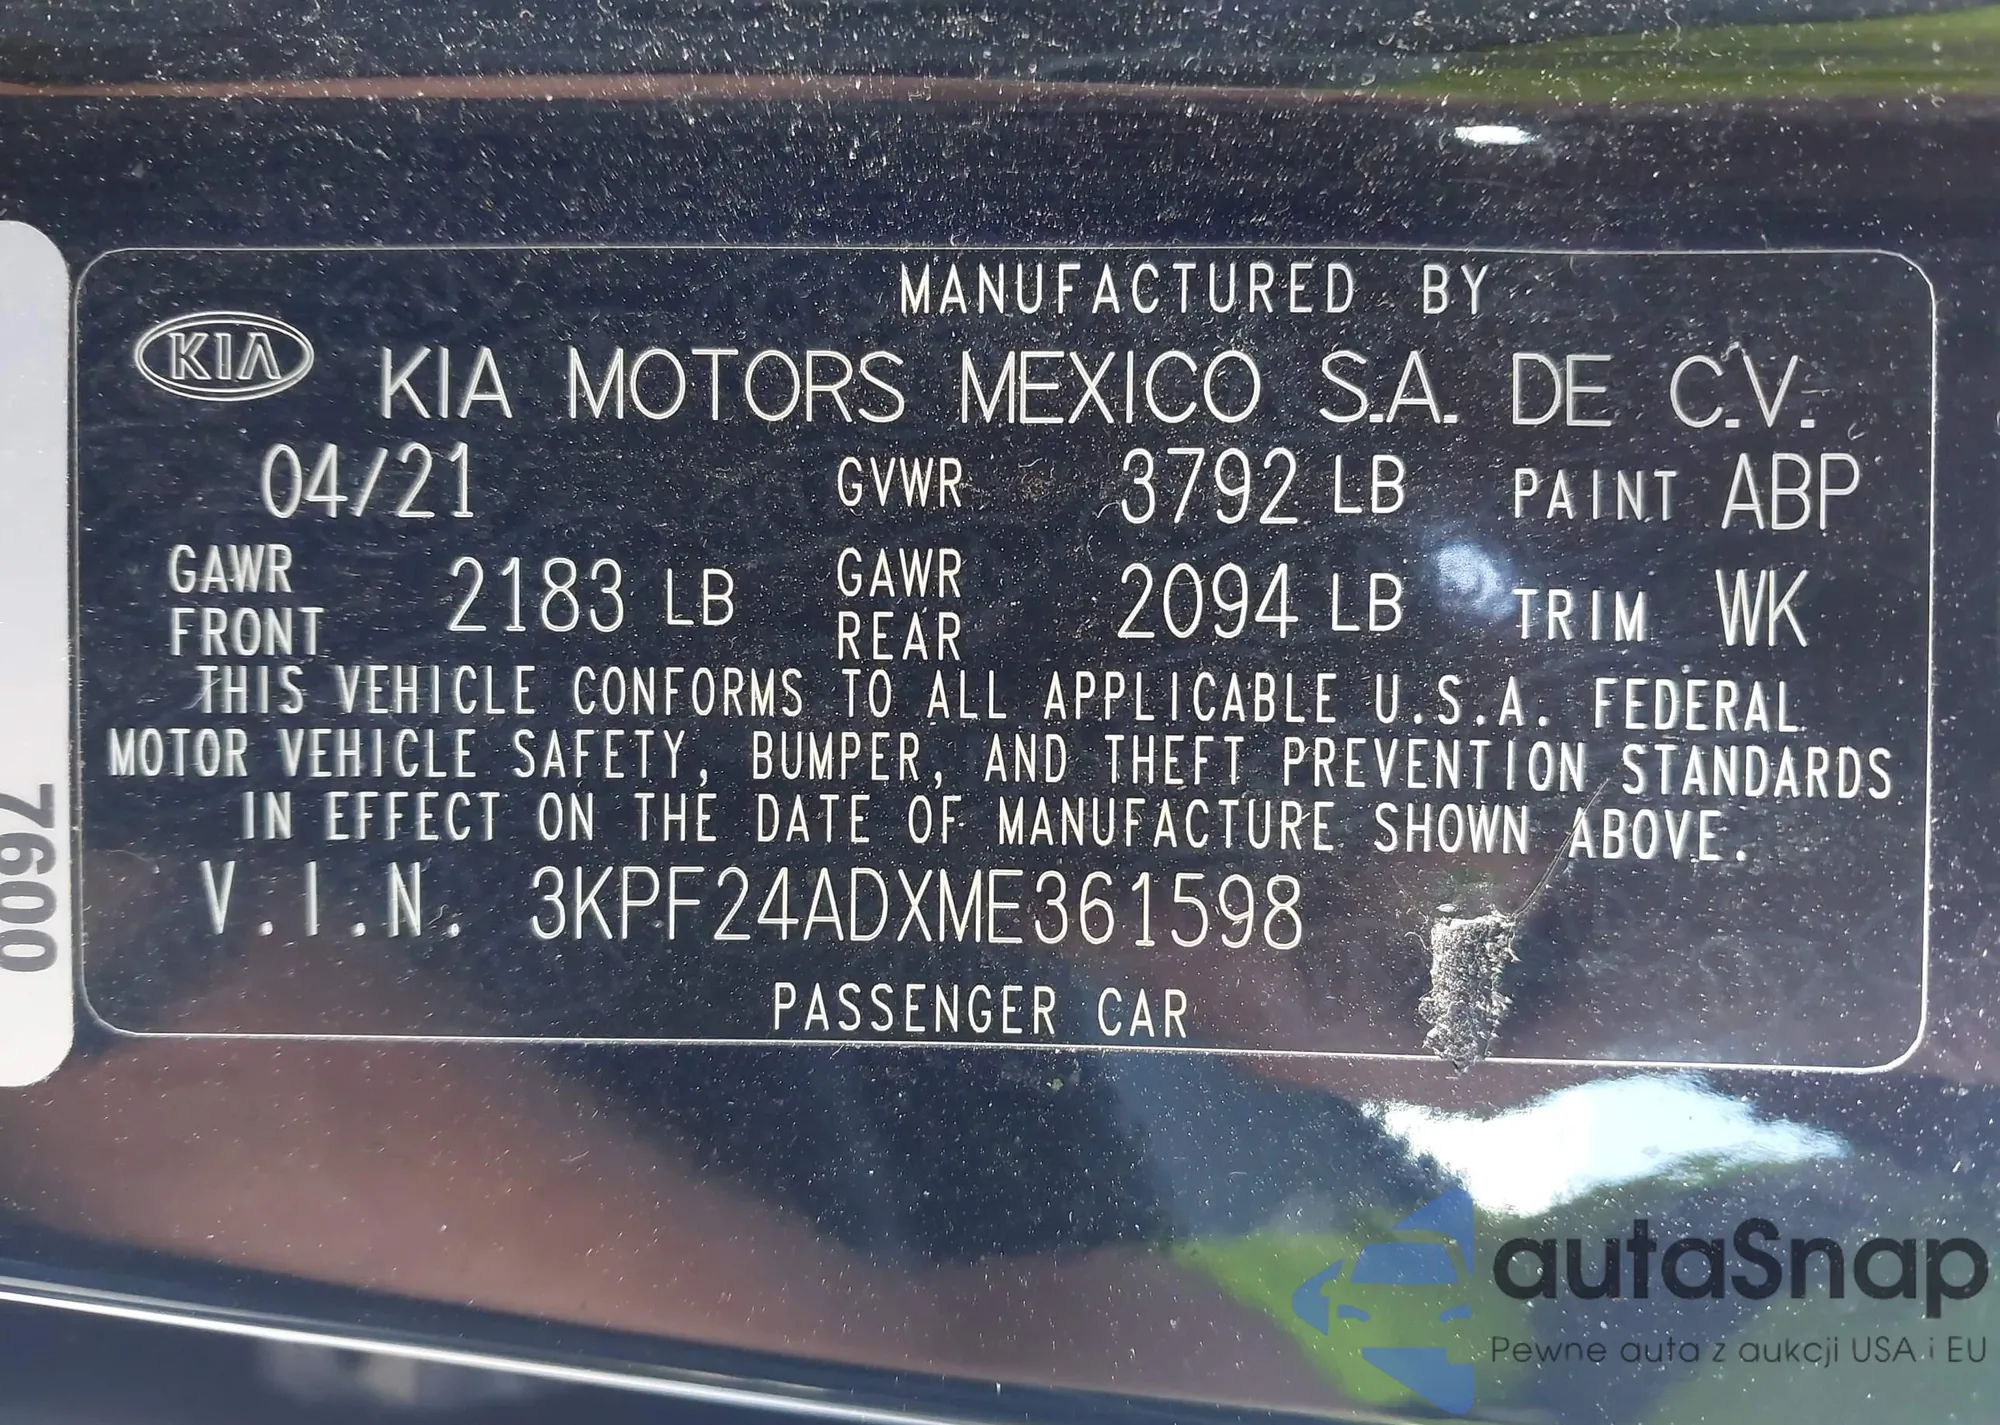 MANUFACTURED BY
KIA KIA MOTORS MEXICO S.A. DE C.V.
04/21 GVWR 3792 LB PAINT ABP
GAWR FRONT 2183 LB GAWR REAR 2094 LB TRIM WK
THIS VEHICLE CONFORMS TO ALL APPLICABLE U.S.A. FEDERAL
MOTOR VEHICLE SAFETY, BUMPER, AND THEFT PREVENTION STANDARDS
IN EFFECT ON THE DATE OF MANUFACTURE SHOWN ABOVE.
V.I.N. 3KPF24ADXME361598
PASSENGER CAR
0092
autaSnap
Pewne auta z aukcji USA i EU